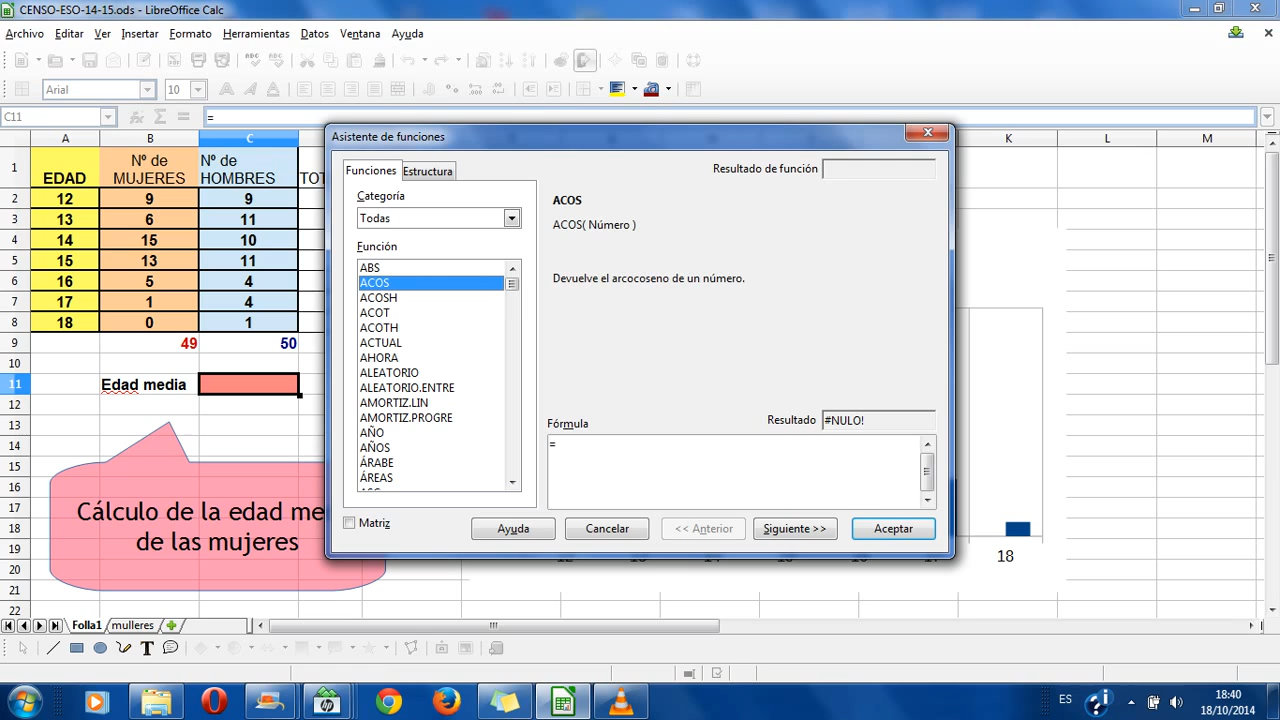 CENSO-ESO-14-15.ods - LibreOffice Calc
Archivo Editar Ver Insertar Formato Herramientas Datos Ventana Ayuda
Arial 10
C11 =
A B C K L M
1 EDAD Nº de MUJERES Nº de HOMBRES TOT
2 12 9 9
3 13 6 11
4 14 15 10
5 15 13 11
6 16 5 4
7 17 1 4
8 18 0 1
9 49 50
10
11 Edad media
12
13
14
15
16
17
18
19
20
21
22
Cálculo de la edad me
de las mujeres
Asistente de funciones
Funciones Estructura
Resultado de función
Categoría
Todas
Función
ABS
ACOS
ACOSH
ACOT
ACOTH
ACTUAL
AHORA
ALEATORIO
ALEATORIO.ENTRE
AMORTIZ.LIN
AMORTIZ.PROGRE
AÑO
AÑOS
ÁRABE
ÁREAS
ACOS
ACOS( Número )
Devuelve el arcocoseno de un número.
Fórmula Resultado #NULO!
=
Matriz Ayuda Cancelar << Anterior Siguiente >> Aceptar
18
Folla1 mulleres
ES 18:40
18/10/2014